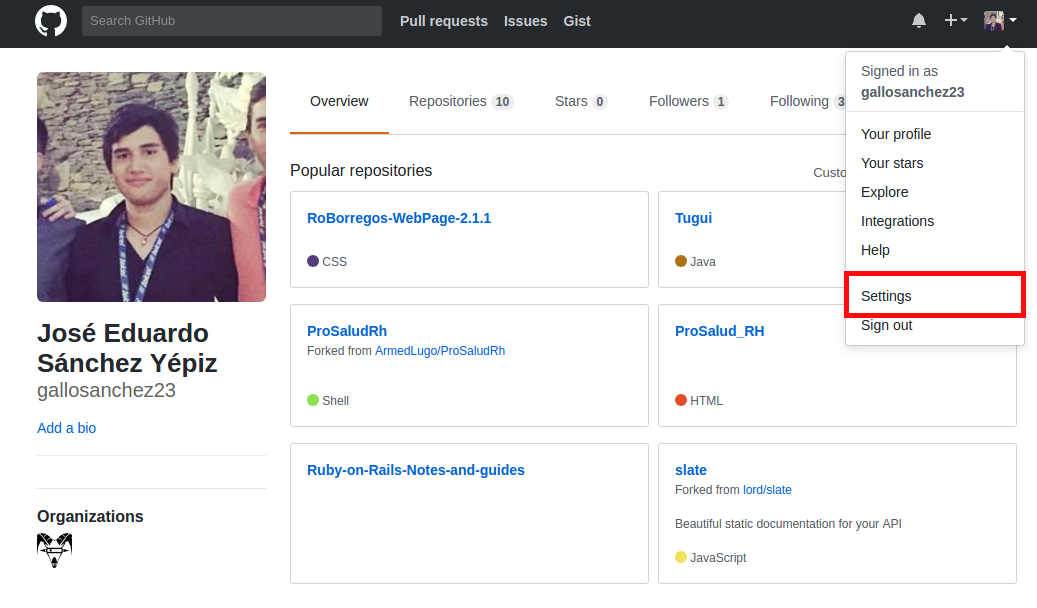 Search GitHub
Pull requests Issues Gist
Signed in as
gallosanchez23
Your profile
Your stars
Explore
Integrations
Help
Settings
Sign out
Overview Repositories 10 Stars 0 Followers 1 Following 3
José Eduardo
Sánchez Yépiz
gallosanchez23
Add a bio
Organizations
Popular repositories Custo
RoBorregos-WebPage-2.1.1
CSS
Tugui
Java
ProSaludRh
Forked from ArmedLugo/ProSaludRh
Shell
ProSalud_RH
HTML
Ruby-on-Rails-Notes-and-guides
slate
Forked from lord/slate
Beautiful static documentation for your API
JavaScript